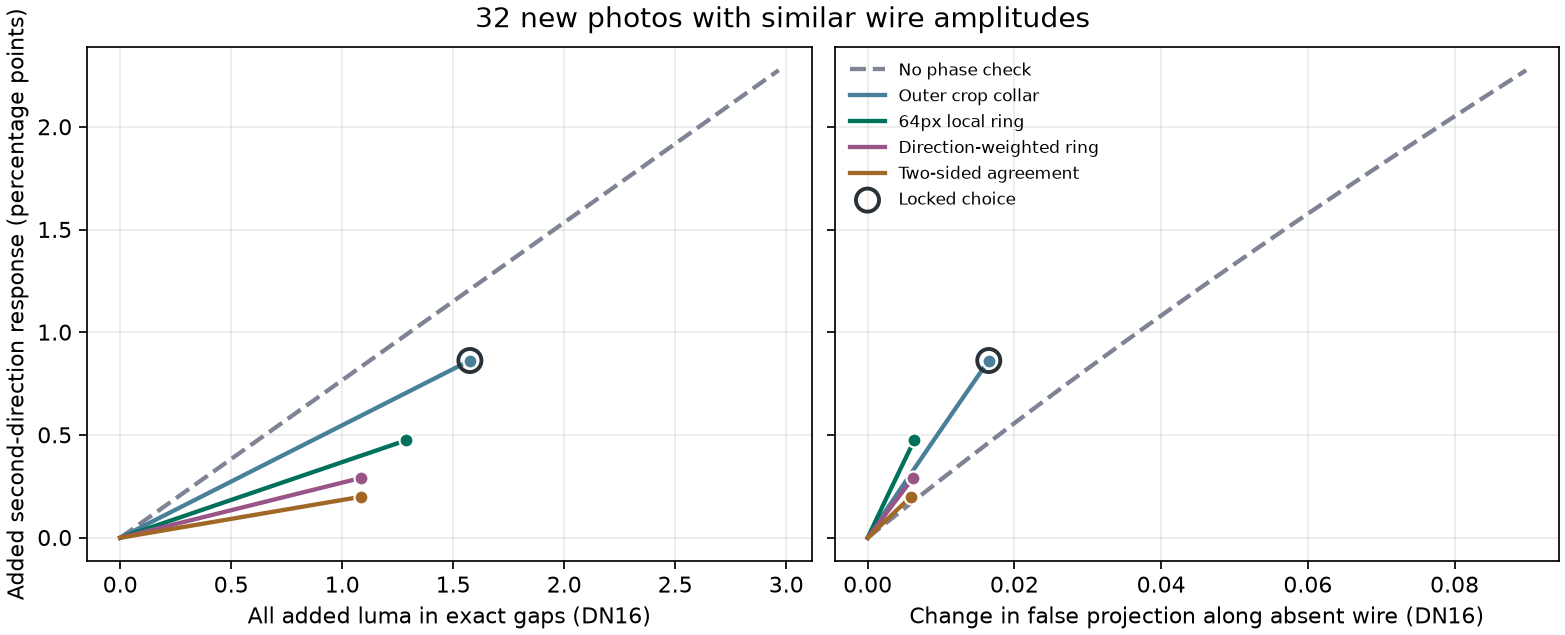 32 new photos with similar wire amplitudes
Added second-direction response (percentage points)
2.0
1.5
1.0
0.5
0.0
0.0 0.5 1.0 1.5 2.0 2.5 3.0
All added luma in exact gaps (DN16)
No phase check
Outer crop collar
64px local ring
Direction-weighted ring
Two-sided agreement
Locked choice
0.00 0.02 0.04 0.06 0.08
Change in false projection along absent wire (DN16)